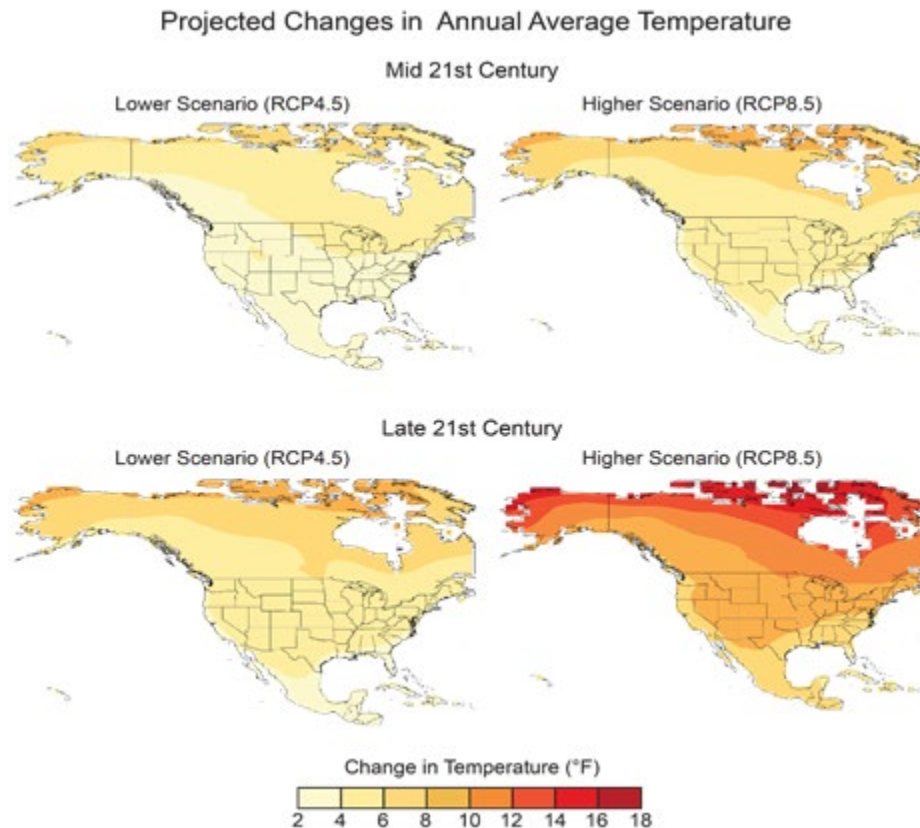 Projected Changes in Annual Average Temperature
Mid 21st Century
Lower Scenario (RCP4.5)
Higher Scenario (RCP8.5)
Late 21st Century
Lower Scenario (RCP4.5)
Higher Scenario (RCP8.5)
Change in Temperature (°F)
2 4 6 8 10 12 14 16 18